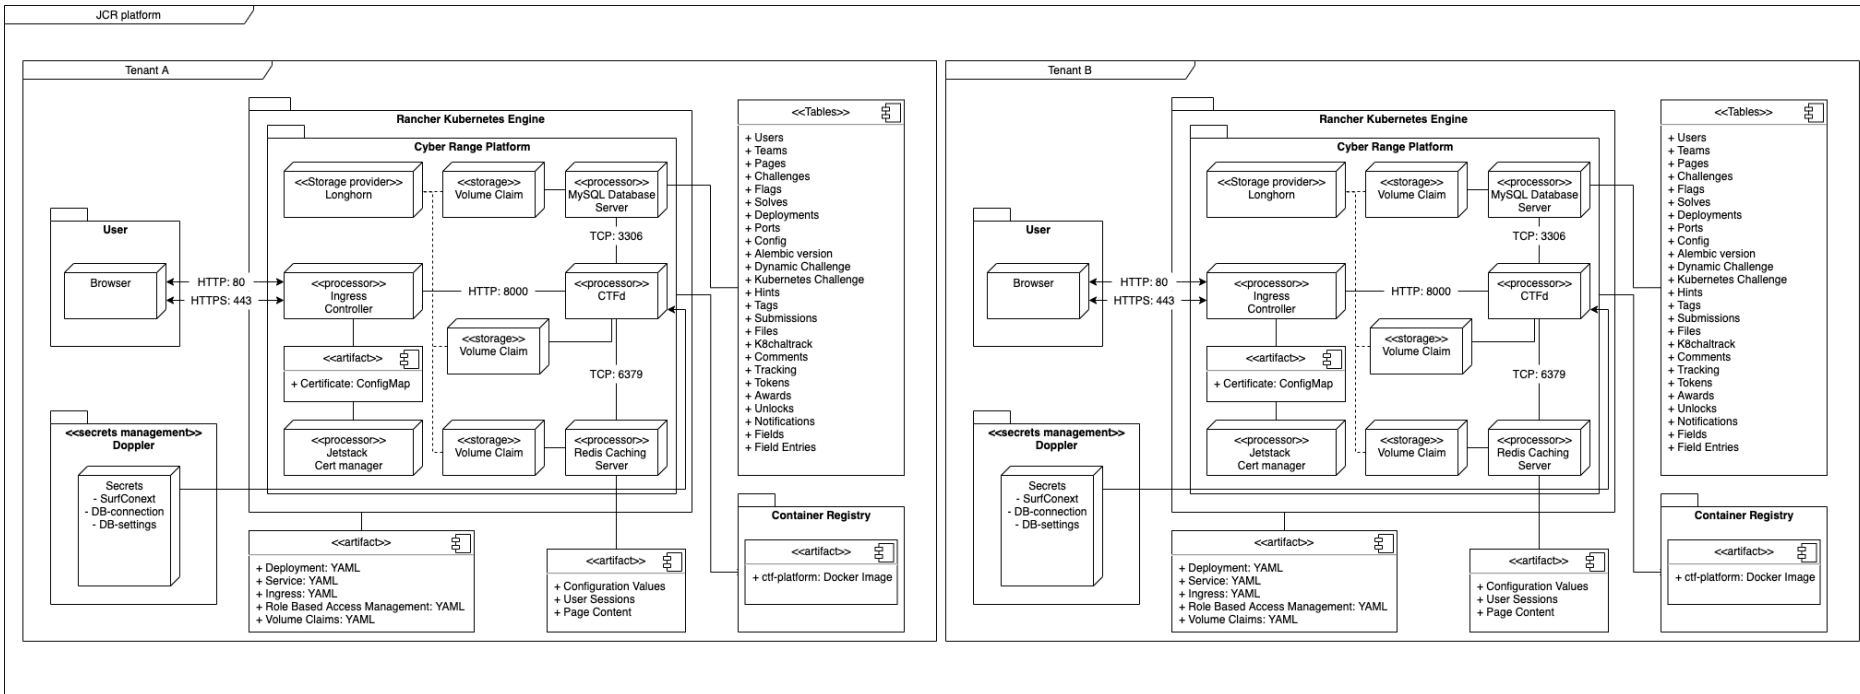 JCR platform
Tenant A
Rancher Kubernetes Engine
Cyber Range Platform
<<Storage provider>>
Longhorn
<<storage>>
Volume Claim
<<processor>>
MySQL Database
Server
TCP: 3306
User
Browser
HTTP: 80
HTTPS: 443
<<processor>>
Ingress
Controller
HTTP: 8000
<<processor>>
CTFd
<<storage>>
Volume Claim
<<artifact>>
+ Certificate: ConfigMap
TCP: 6379
<<processor>>
Jetstack
Cert manager
<<storage>>
Volume Claim
<<processor>>
Redis Caching
Server
<<secrets management>>
Doppler
Secrets
- SurfConext
- DB-connection
- DB-settings
<<artifact>>
+ Deployment: YAML
+ Service: YAML
+ Ingress: YAML
+ Role Based Access Management: YAML
+ Volume Claims: YAML
<<artifact>>
+ Configuration Values
+ User Sessions
+ Page Content
<<Tables>>
+ Users
+ Teams
+ Pages
+ Challenges
+ Flags
+ Solves
+ Deployments
+ Ports
+ Config
+ Alembic version
+ Dynamic Challenge
+ Kubernetes Challenge
+ Hints
+ Tags
+ Submissions
+ Files
+ K8chaltrack
+ Comments
+ Tracking
+ Tokens
+ Awards
+ Unlocks
+ Notifications
+ Fields
+ Field Entries
Container Registry
<<artifact>>
+ ctf-platform: Docker Image
Tenant B
Rancher Kubernetes Engine
Cyber Range Platform
<<Storage provider>>
Longhorn
<<storage>>
Volume Claim
<<processor>>
MySQL Database
Server
TCP: 3306
User
Browser
HTTP: 80
HTTPS: 443
<<processor>>
Ingress
Controller
HTTP: 8000
<<processor>>
CTFd
<<storage>>
Volume Claim
<<artifact>>
+ Certificate: ConfigMap
TCP: 6379
<<processor>>
Jetstack
Cert manager
<<storage>>
Volume Claim
<<processor>>
Redis Caching
Server
<<secrets management>>
Doppler
Secrets
- SurfConext
- DB-connection
- DB-settings
<<artifact>>
+ Deployment: YAML
+ Service: YAML
+ Ingress: YAML
+ Role Based Access Management: YAML
+ Volume Claims: YAML
<<artifact>>
+ Configuration Values
+ User Sessions
+ Page Content
<<Tables>>
+ Users
+ Teams
+ Pages
+ Challenges
+ Flags
+ Solves
+ Deployments
+ Ports
+ Config
+ Alembic version
+ Dynamic Challenge
+ Kubernetes Challenge
+ Hints
+ Tags
+ Submissions
+ Files
+ K8chaltrack
+ Comments
+ Tracking
+ Tokens
+ Awards
+ Unlocks
+ Notifications
+ Fields
+ Field Entries
Container Registry
<<artifact>>
+ ctf-platform: Docker Image